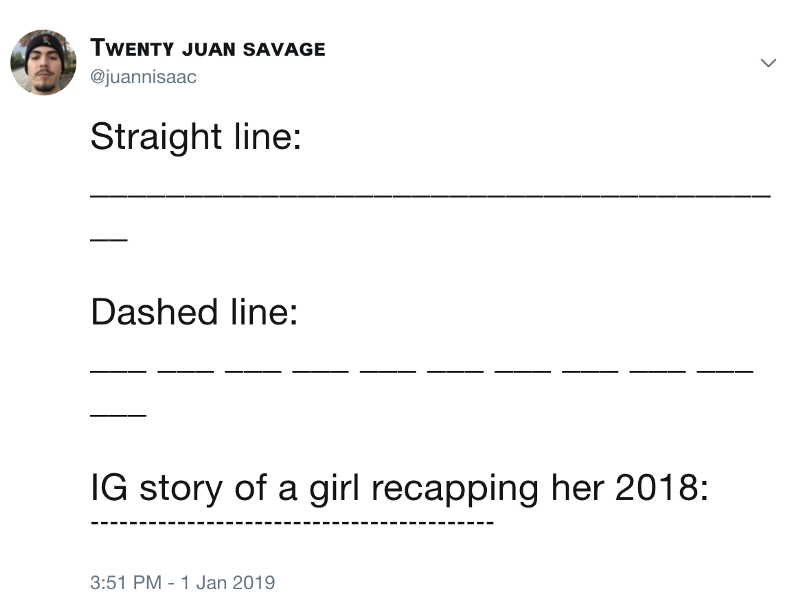 Twenty Juan Savage
@juannisaac
Straight line:
____________________________________
__
Dashed line:
___ ___ ___ ___ ___ ___ ___ ___ ___ ___
___
IG story of a girl recapping her 2018:
------------------------------------------
3:51 PM - 1 Jan 2019